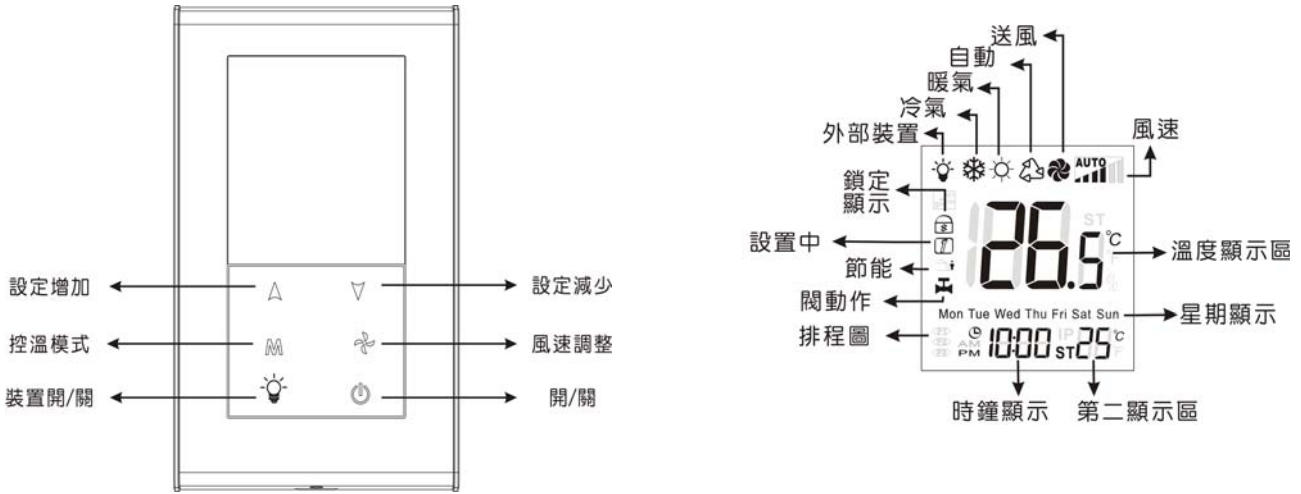 設定增加
設定減少
控溫模式
M
風速調整
裝置開/關
開/關
送風
自動
暖氣
冷氣
外部裝置
風速
AUTO
鎖定
顯示
ST
設置中
26.5
°C
溫度顯示區
節能
閥動作
Mon Tue Wed Thu Fri Sat Sun
星期顯示
排程圖
AM
PM
10:00
IP
ST 25
°C
F
時鐘顯示
第二顯示區